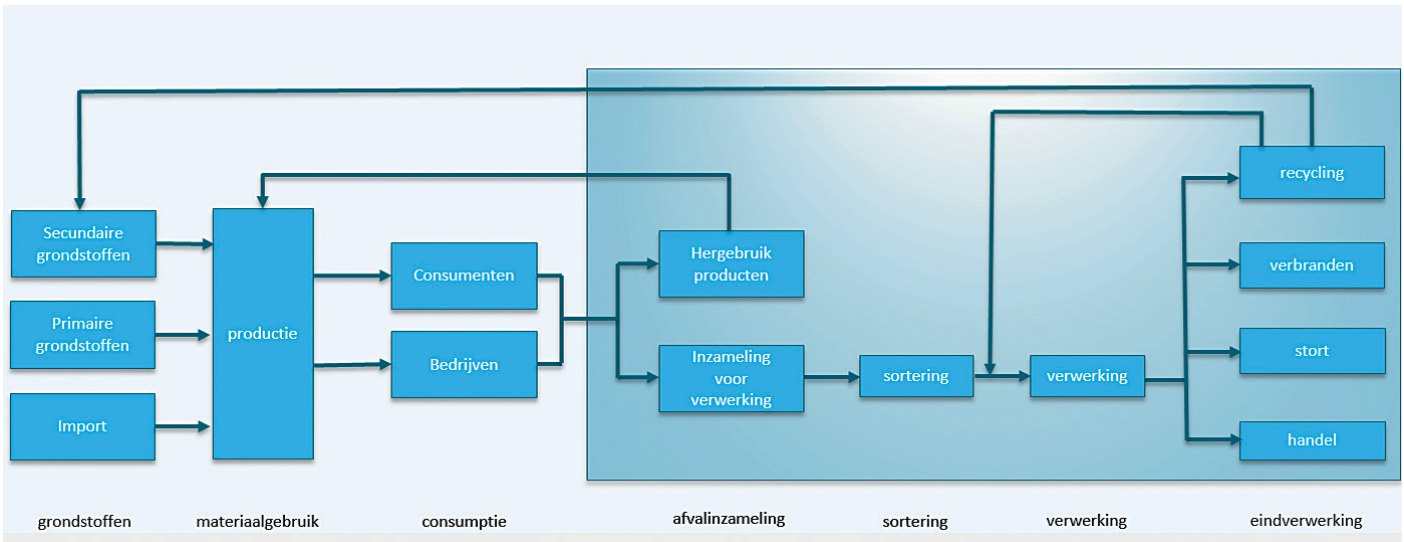 recycling
Secundaire
grondstoffen
Hergebruik
producten
Consumenten
verbranden
Primaire
grondstoffen
productie
stort
Bedrijven
Inzameling
voor
verwerking
sortering
verwerking
Import
handel
grondstoffen
materiaalgebruik
consumptie
afvalinzameling
sortering
verwerking
eindverwerking